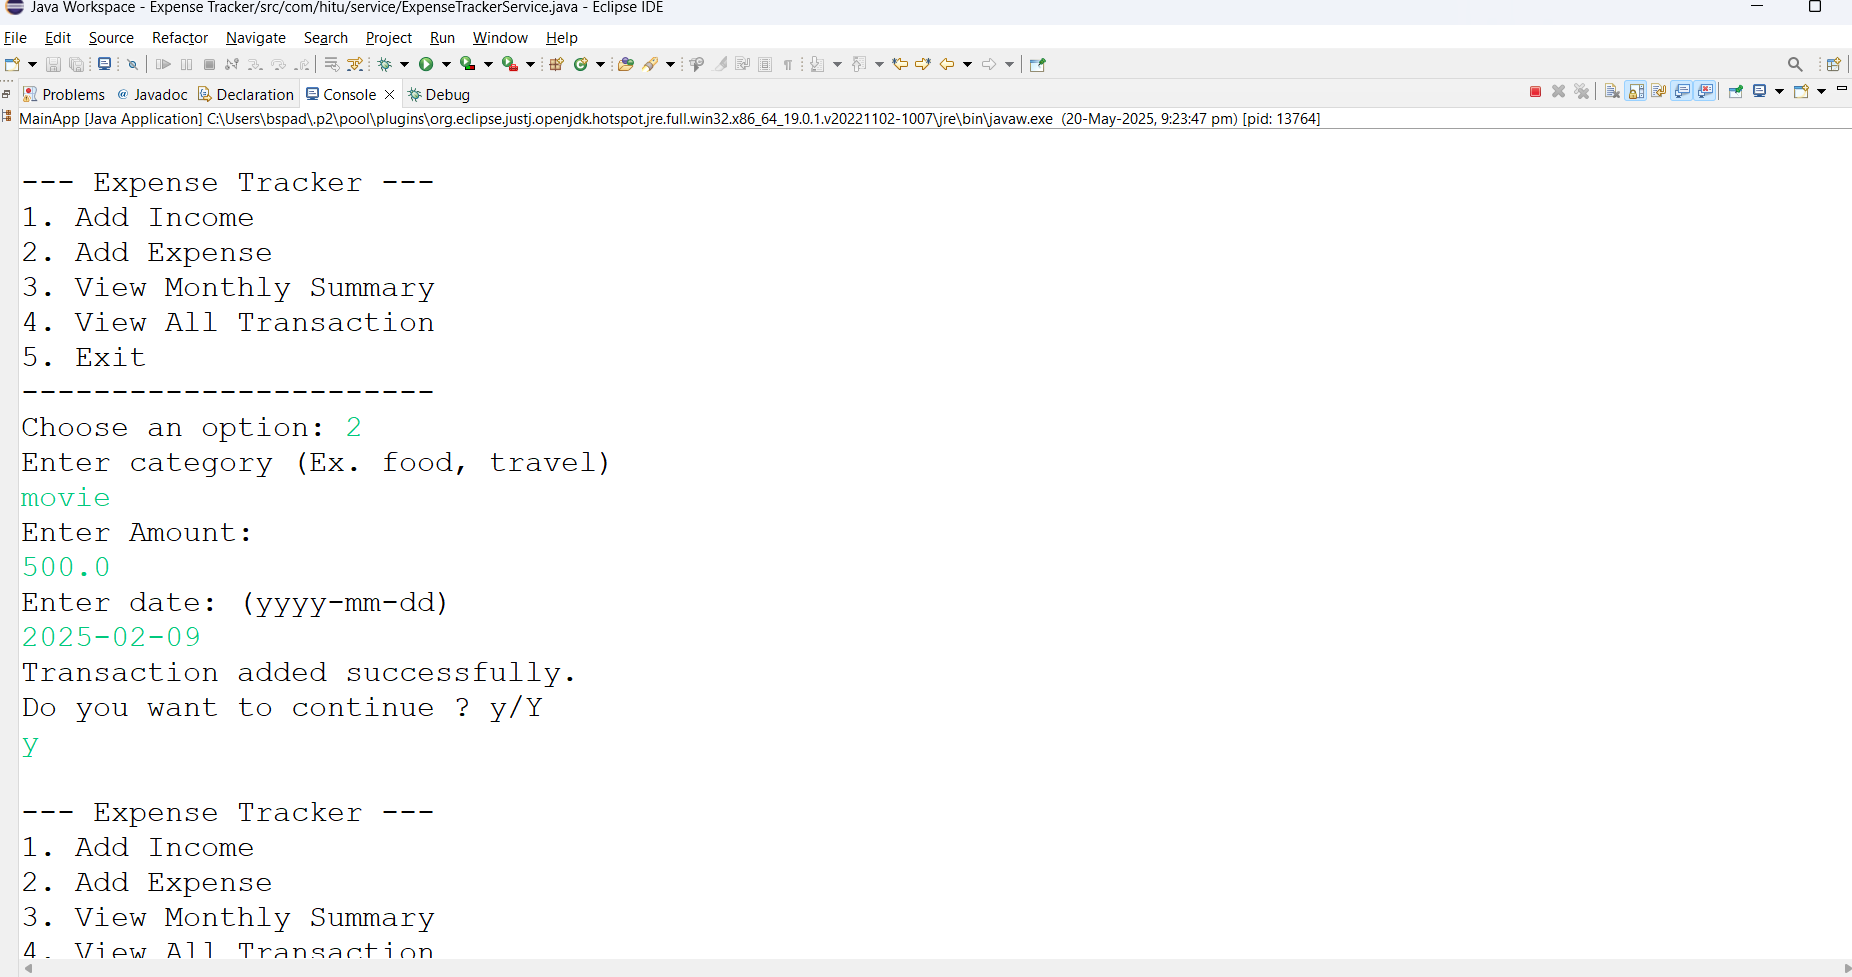 Java Workspace - Expense Tracker/src/com/hitu/service/ExpenseTrackerService.java - Eclipse IDE
File Edit Source Refactor Navigate Search Project Run Window Help
Problems @ Javadoc Declaration Console Debug
MainApp [Java Application] C:\Users\bspad\.p2\pool\plugins\org.eclipse.justj.openjdk.hotspot.jre.full.win32.x86_64_19.0.1.v20221102-1007\jre\bin\javaw.exe (20-May-2025, 9:23:47 pm) [pid: 13764]
--- Expense Tracker ---
1. Add Income
2. Add Expense
3. View Monthly Summary
4. View All Transaction
5. Exit
-----------------------
Choose an option: 2
Enter category (Ex. food, travel)
movie
Enter Amount:
500.0
Enter date: (yyyy-mm-dd)
2025-02-09
Transaction added successfully.
Do you want to continue ? y/Y
y
--- Expense Tracker ---
1. Add Income
2. Add Expense
3. View Monthly Summary
4. View All Transaction